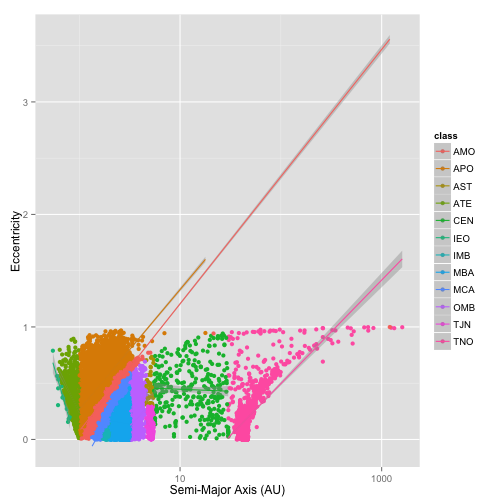 Eccentricity
3
2
1
0
10
1000
Semi-Major Axis (AU)
class
AMO
APO
AST
ATE
CEN
IEO
IMB
MBA
MCA
OMB
TJN
TNO